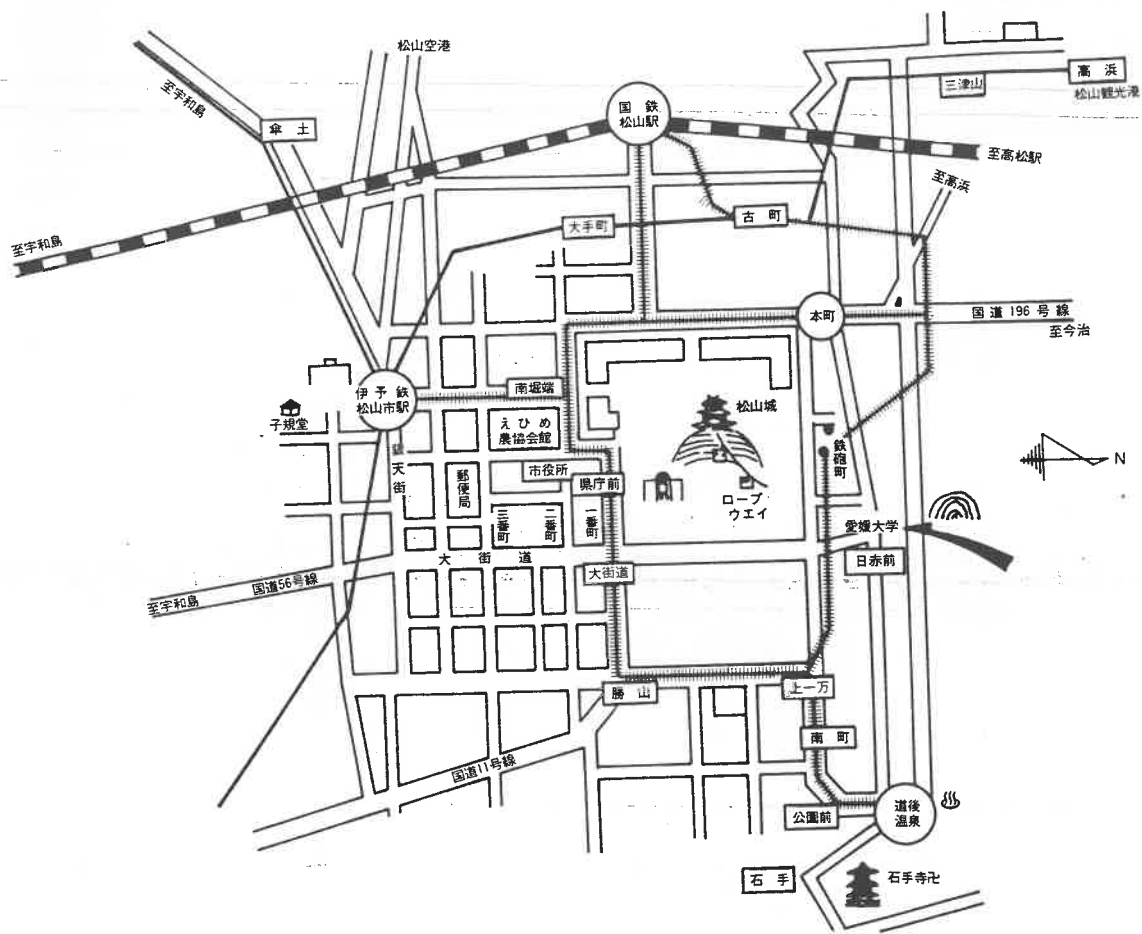 松山空港
至宇和島
傘土
国鉄
松山駅
三津山
高浜
松山観光港
至高松駅
至高浜
至宇和島
大手町
古町
本町
国道196号線
至今治
伊予鉄
松山市駅
南堀端
子規堂
えひめ
農協会館
松山城
鉄砲町
天街
郵便局
市役所
県庁前
ロープ
ウエイ
N
三番町
二番町
一番町
愛媛大学
大街道
日赤前
国道56号線
至宇和島
大街道
勝山
上一万
南町
国道11号線
公園前
道後
温泉
石手
石手寺卍